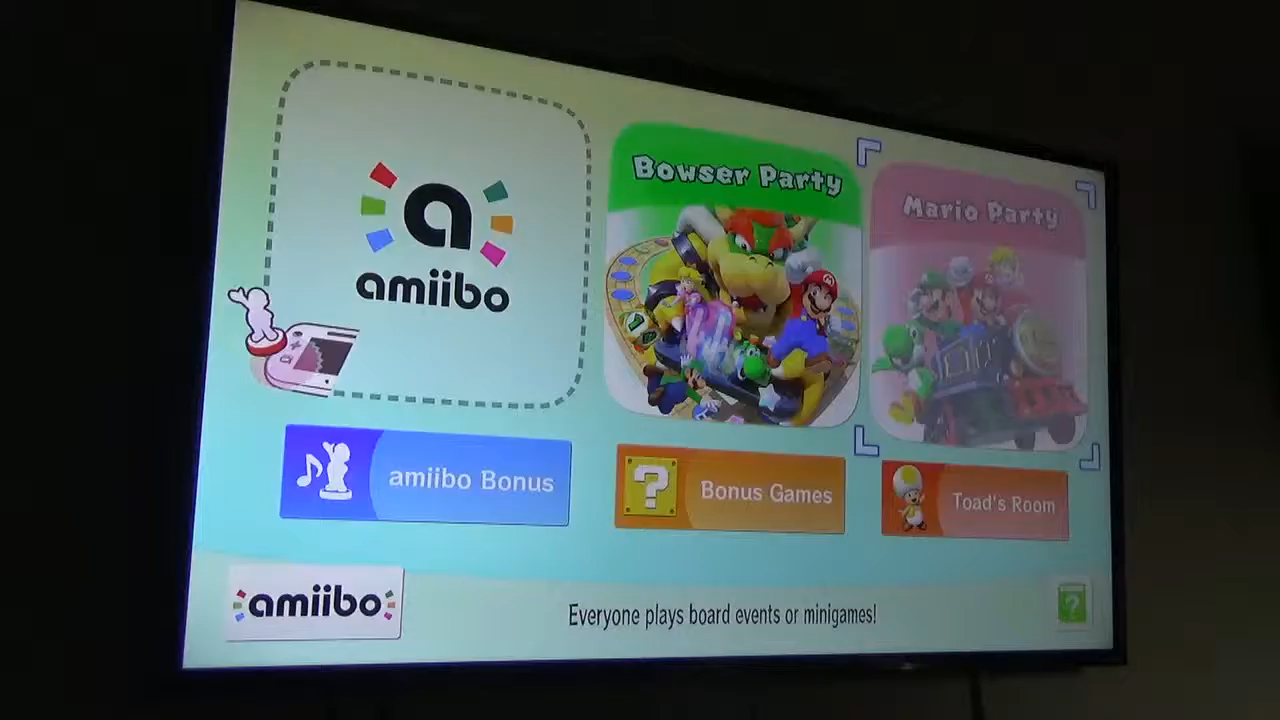 a
amiibo
Bowser Party
Mario Party
amiibo Bonus
?
Bonus Games
Toad's Room
amiibo
Everyone plays board events or minigames!
?